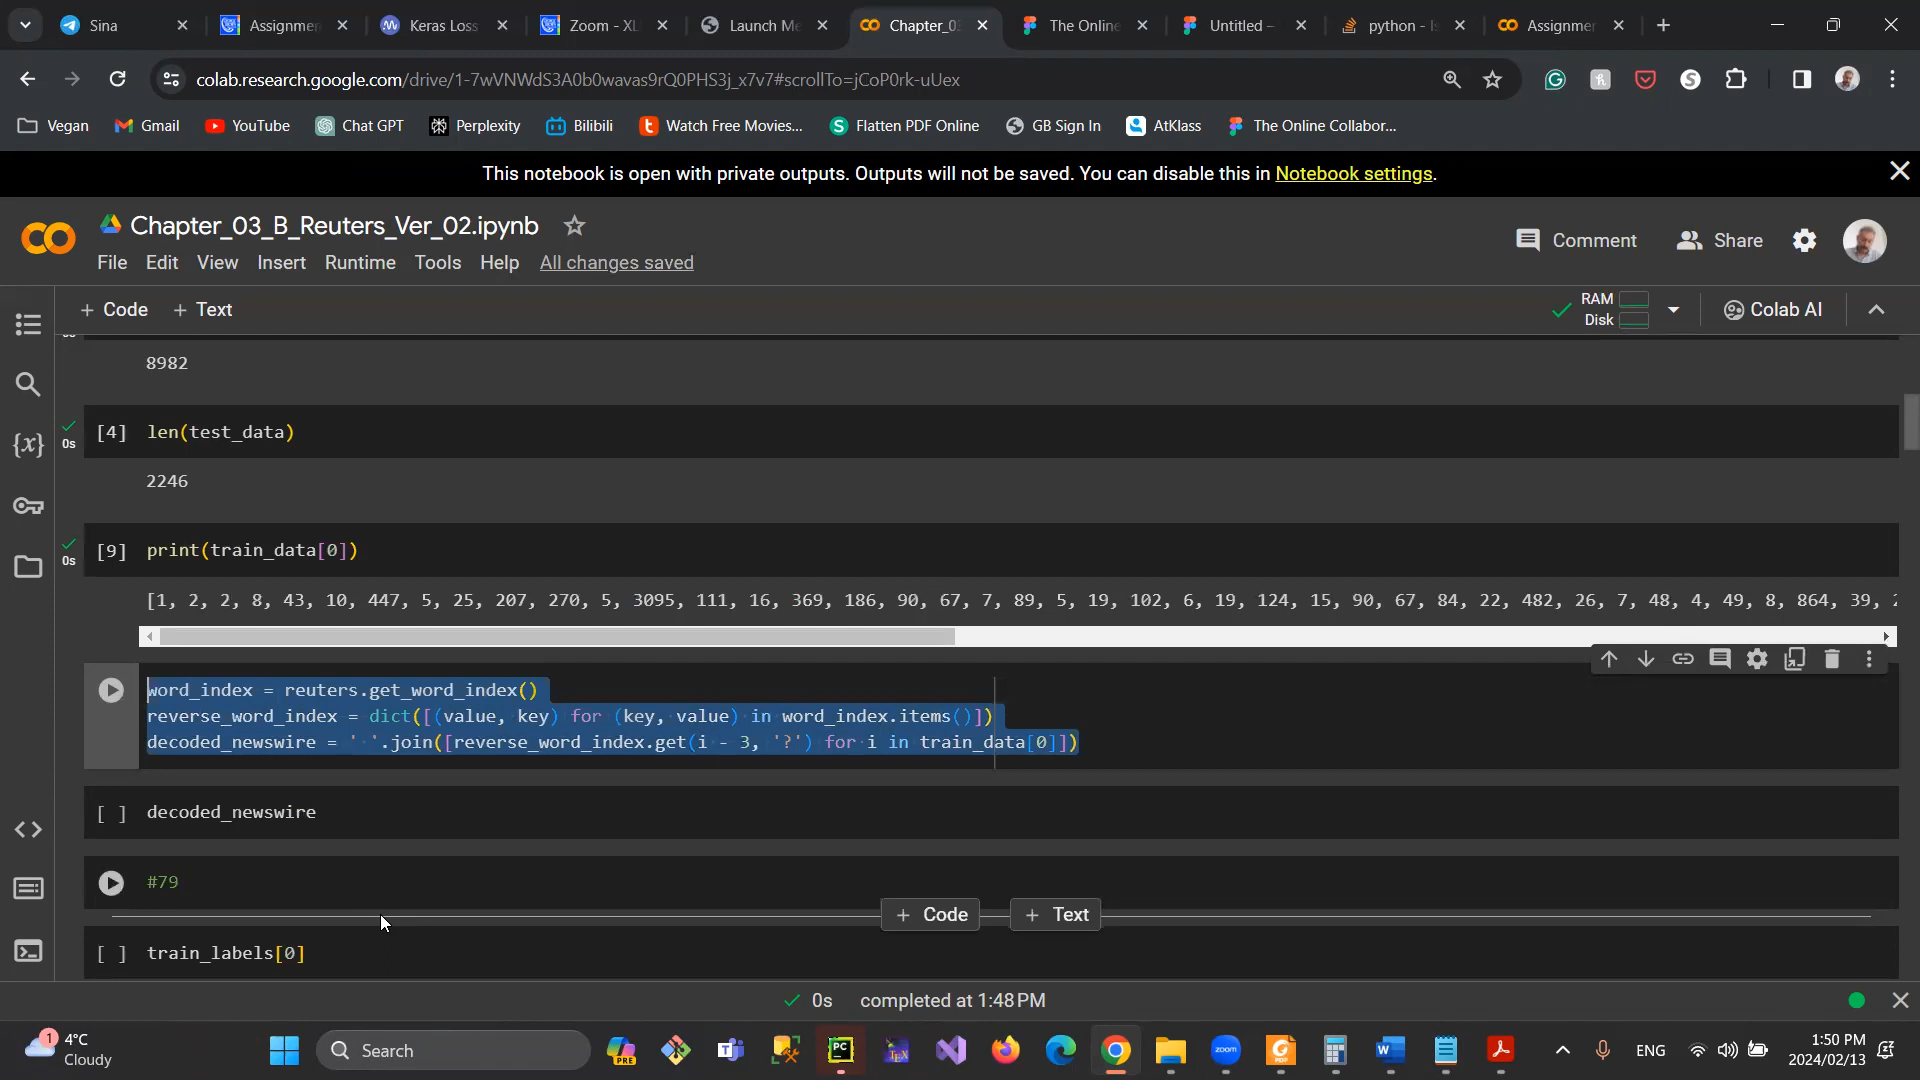 Sina
Assignmen
Keras Loss
Zoom - XL
Launch Me
Chapter_03
The Online
Untitled –
python - Is
Assignmen
colab.research.google.com/drive/1-7wVNWdS3A0b0wavas9rQ0PHS3j_x7v7#scrollTo=jCoP0rk-uUex
Vegan
Gmail
YouTube
Chat GPT
Perplexity
Bilibili
Watch Free Movies...
Flatten PDF Online
GB Sign In
AtKlass
The Online Collabor...
This notebook is open with private outputs. Outputs will not be saved. You can disable this in Notebook settings.
Chapter_03_B_Reuters_Ver_02.ipynb
Comment
Share
File Edit View Insert Runtime Tools Help All changes saved
+ Code + Text
RAM
Disk
Colab AI
8982
[4] len(test_data)
0s
2246
[9] print(train_data[0])
0s
[1, 2, 2, 8, 43, 10, 447, 5, 25, 207, 270, 5, 3095, 111, 16, 369, 186, 90, 67, 7, 89, 5, 19, 102, 6, 19, 124, 15, 90, 67, 84, 22, 482, 26, 7, 48, 4, 49, 8, 864, 39,
word_index = reuters.get_word_index()
reverse_word_index = dict([(value, key) for (key, value) in word_index.items()])
decoded_newswire = ' '.join([reverse_word_index.get(i - 3, '?') for i in train_data[0]])
[ ] decoded_newswire
#79
+ Code + Text
[ ] train_labels[0]
0s completed at 1:48 PM
1
4°C
Cloudy
Search
PRE
PC
TEX
zoom
ENG
1:50 PM
2024/02/13